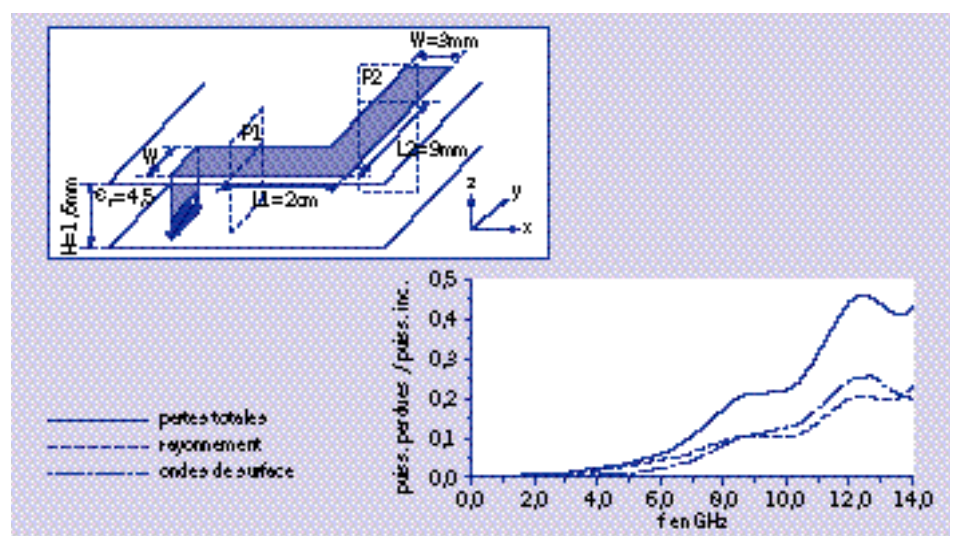 W=3mm
P2
P1
W
L2=9mm
εr=4,5
L1=2cm
H=1,6mm
z
y
x
puiss. perdues / puiss. inc.
0,5
0,4
0,3
0,2
0,1
0,0
0,0 2,0 4,0 6,0 8,0 10,0 12,0 14,0
f en GHz
pertes totales
rayonnement
ondes de surface